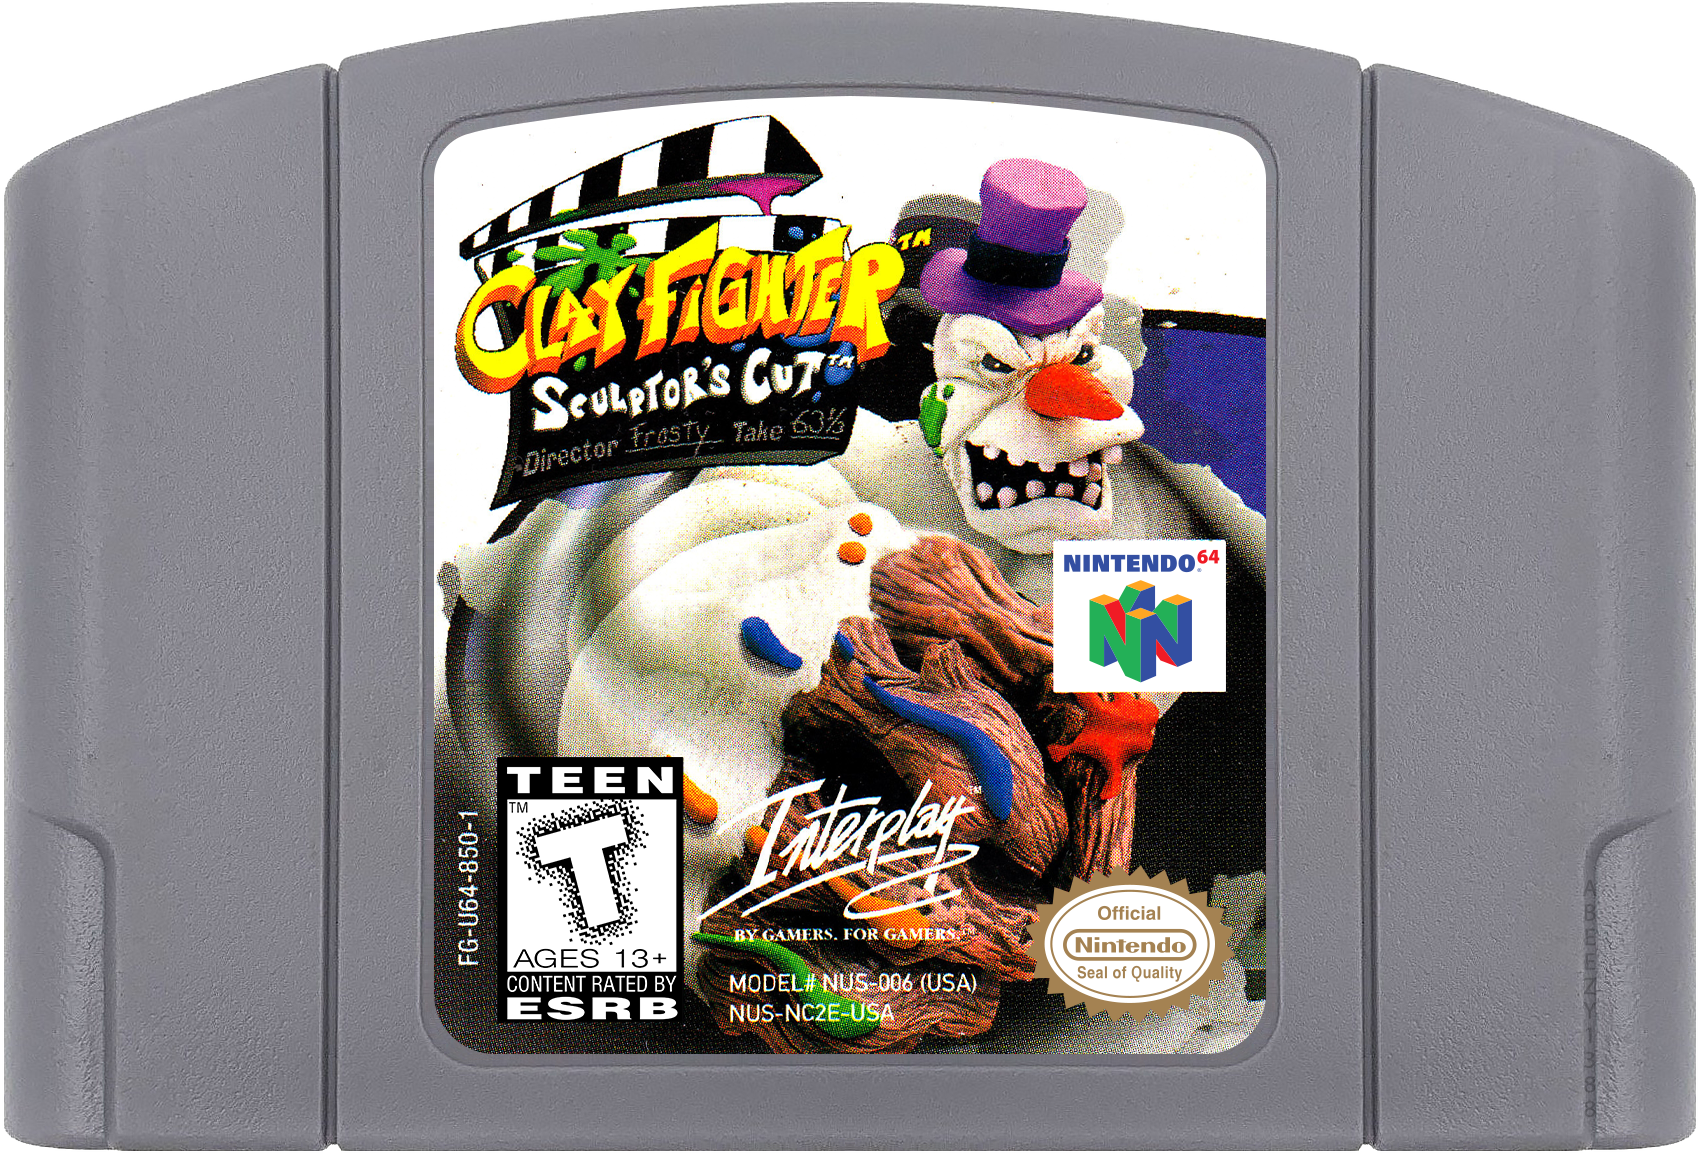 CLAYFIGHTER™
SCULPTOR'S CUT™
Director Frosty Take 63⅓
NINTENDO64
TEEN
™
T
AGES 13+
CONTENT RATED BY
ESRB
FG-U64-850-1
Interplay™
BY GAMERS. FOR GAMERS.™
MODEL# NUS-006 (USA)
NUS-NC2E-USA
Official
Nintendo
Seal of Quality